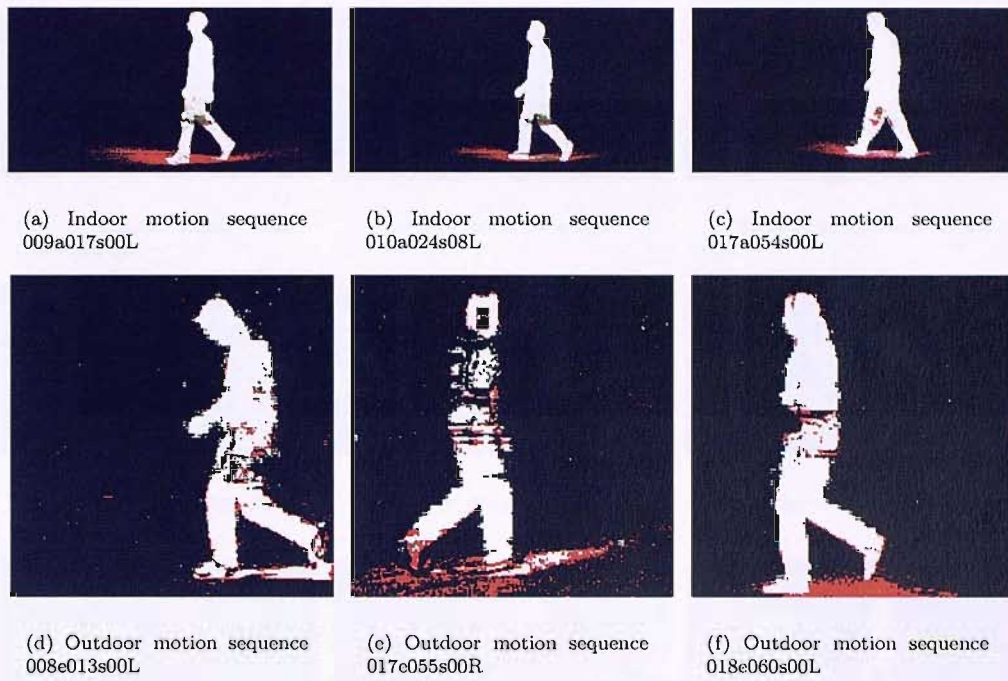 (a) Indoor motion sequence
009a017s00L
(b) Indoor motion sequence
010a024s08L
(c) Indoor motion sequence
017a054s00L
(d) Outdoor motion sequence
008e013s00L
(e) Outdoor motion sequence
017e055s00R
(f) Outdoor motion sequence
018e060s00L